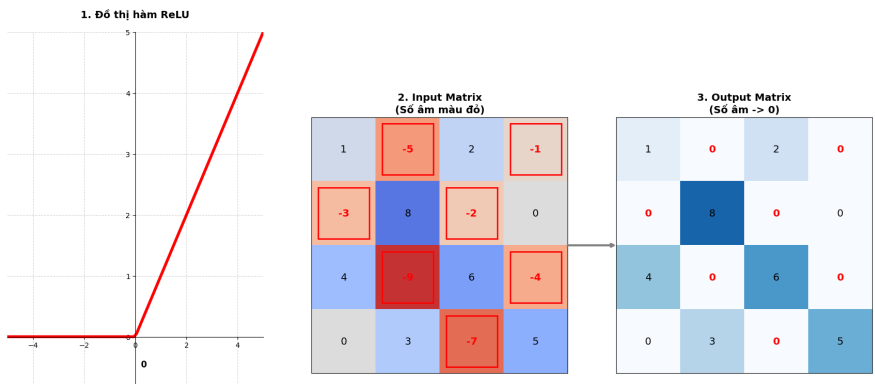 1. Đồ thị hàm ReLU
5
4
3
2
1
0
−4
−2
0
2
4
0
2. Input Matrix
(Số âm màu đỏ)
1 -5 2 -1
-3 8 -2 0
4 -9 6 -4
0 3 -7 5
3. Output Matrix
(Số âm -> 0)
1 0 2 0
0 8 0 0
4 0 6 0
0 3 0 5